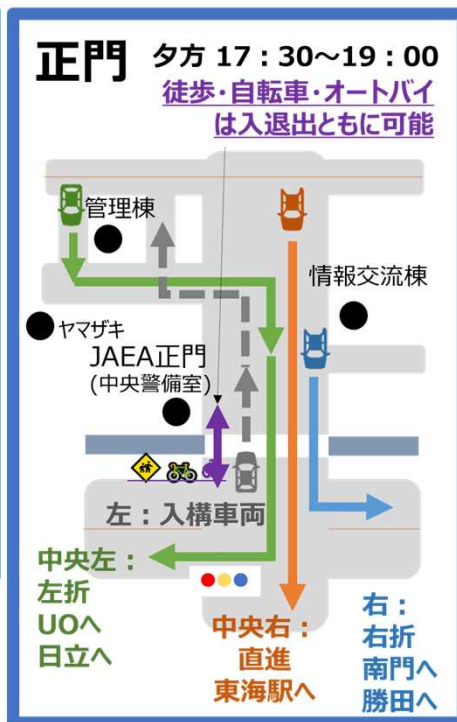 正門 夕方 17：30～19：00
徒歩・自転車・オートバイ
は入退出ともに可能
管理棟
情報交流棟
ヤマザキ
JAEA正門
(中央警備室)
左：入構車両
中央左：
左折
UOへ
日立へ
中央右：
直進
東海駅へ
右：
右折
南門へ
勝田へ